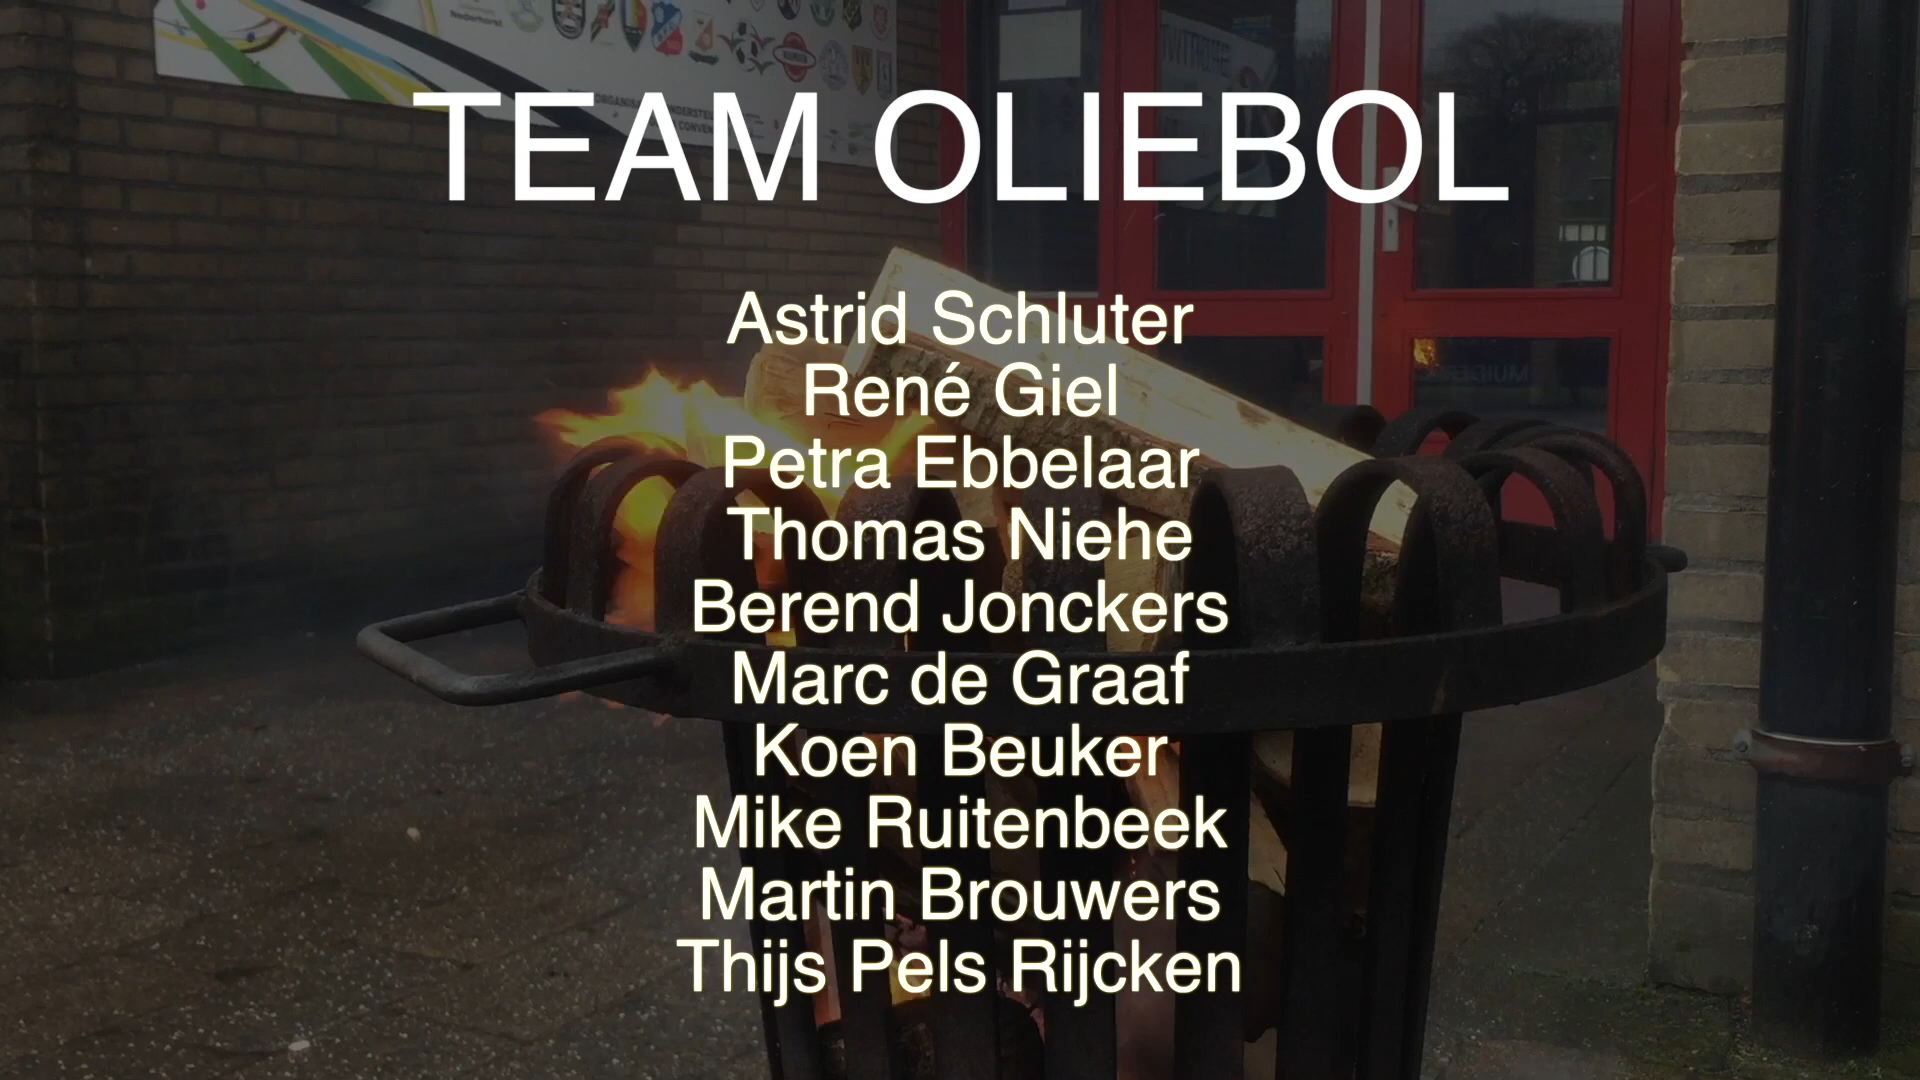 Nederhorst
TEAM OLIEBOL
Astrid Schluter
René Giel
Petra Ebbelaar
Thomas Niehe
Berend Jonckers
Marc de Graaf
Koen Beuker
Mike Ruitenbeek
Martin Brouwers
Thijs Pels Rijcken